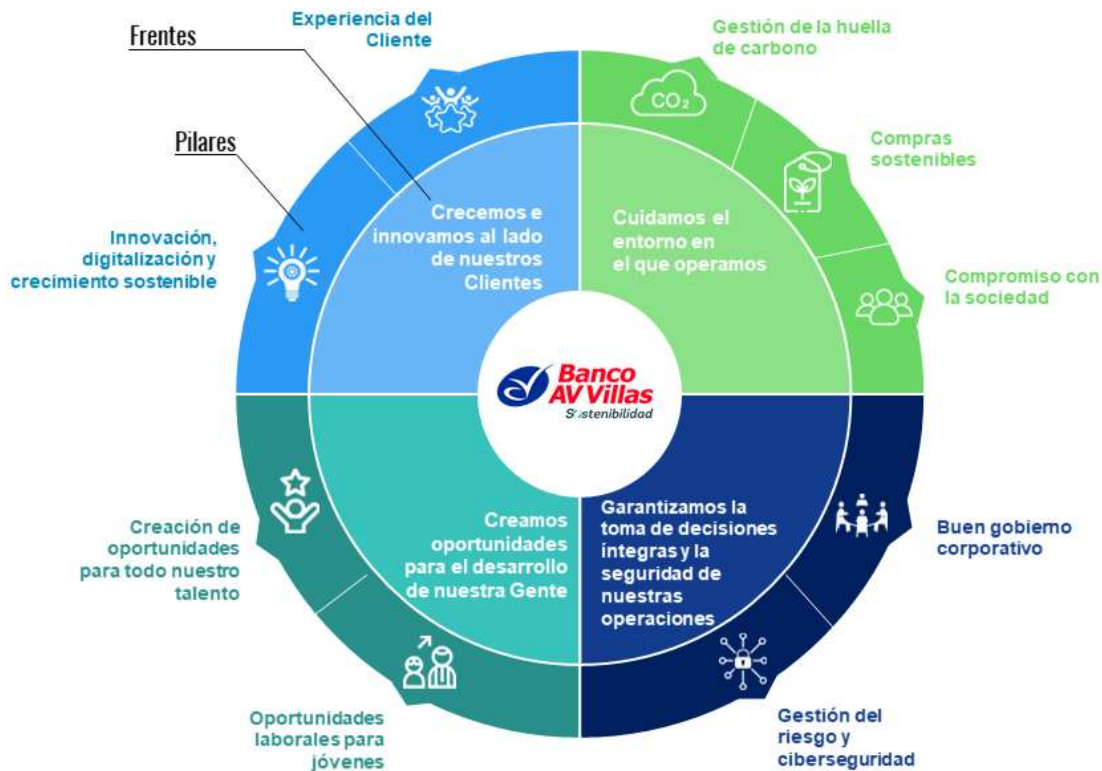 Frentes
Pilares
Experiencia del
Cliente
Innovación,
digitalización y
crecimiento sostenible
Crecemos e
innovamos al lado
de nuestros
Clientes
Gestión de la huella
de carbono
CO₂
Compras
sostenibles
Compromiso con
la sociedad
Cuidamos el
entorno en
el que operamos
Banco
AV Villas
Sostenibilidad
Creación de
oportunidades
para todo nuestro
talento
Oportunidades
laborales para
jóvenes
Creamos
oportunidades
para el desarrollo
de nuestra Gente
Garantizamos la
toma de decisiones
íntegras y la
seguridad de
nuestras
operaciones
Buen gobierno
corporativo
Gestión del
riesgo y
ciberseguridad